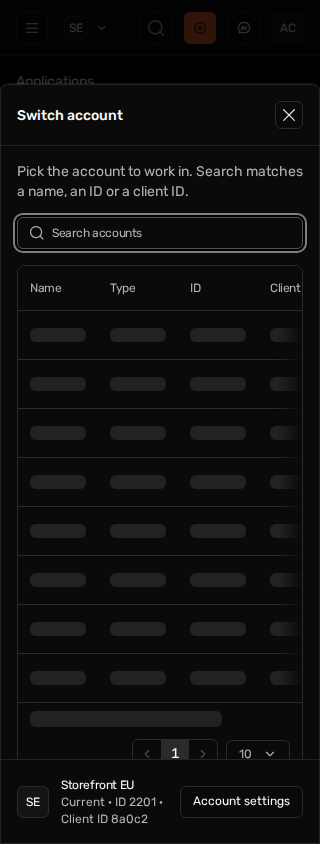 SE
AI
AC
Applications
Switch account
Pick the account to work in. Search matches
a name, an ID or a client ID.
Search accounts
Name Type ID Client
1 10
SE
Storefront EU
Current • ID 2201 •
Client ID 8a0c2
Account settings